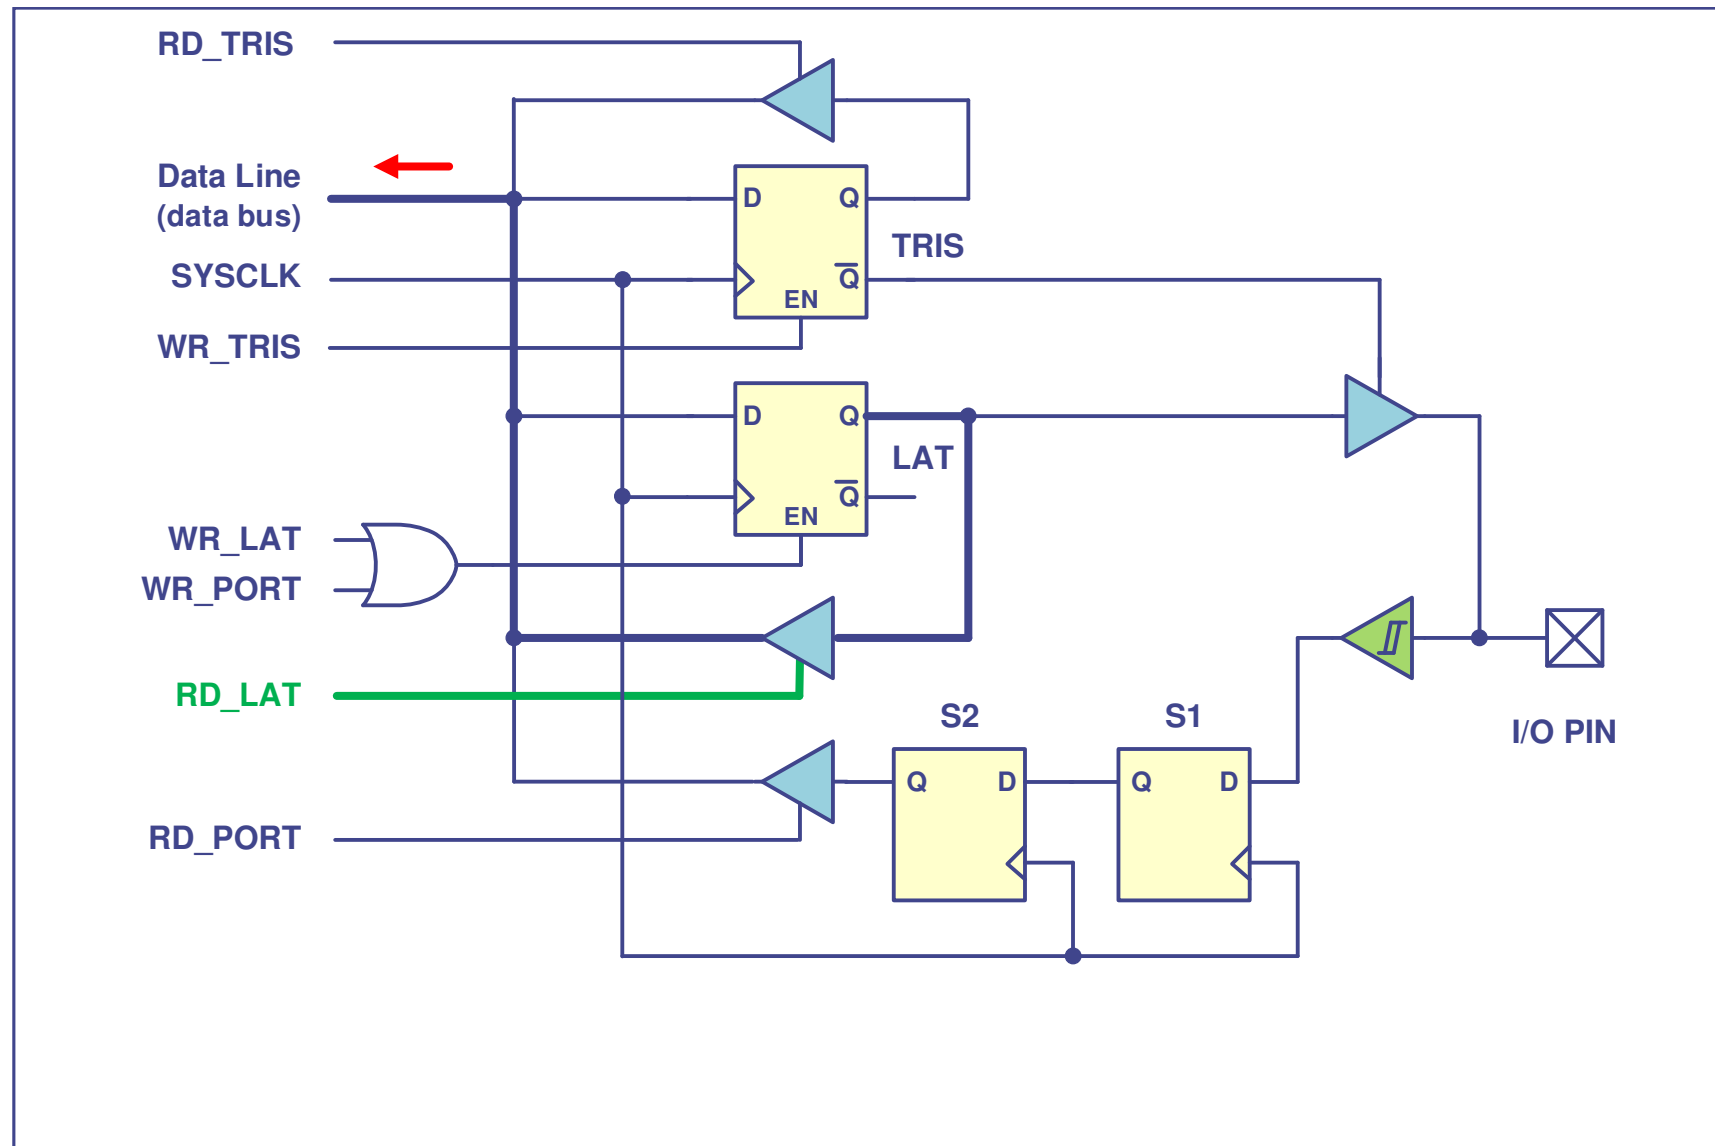 RD_TRIS
Data Line
(data bus)
D
Q
TRIS
SYSCLK
Q
EN
WR_TRIS
D
Q
LAT
Q
EN
WR_LAT
WR_PORT
RD_LAT
S2
S1
I/O PIN
Q
D
Q
D
RD_PORT